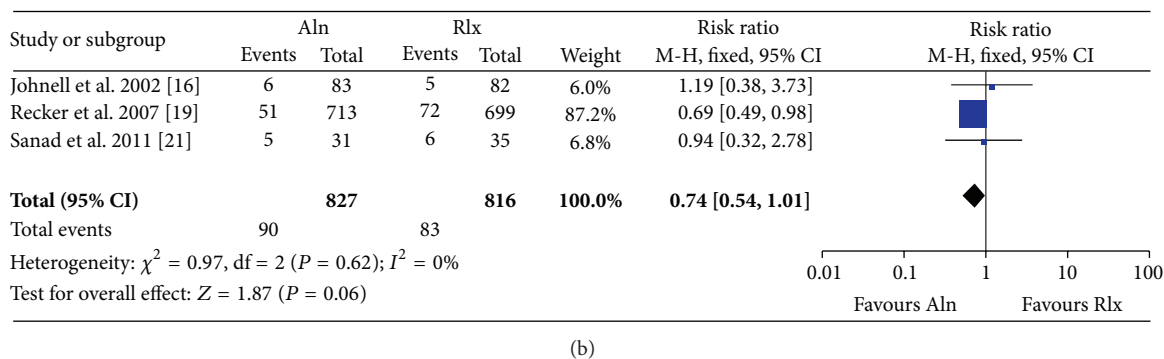 Study or subgroup Aln Rlx Weight Risk ratio Risk ratio
Events Total Events Total M-H, fixed, 95% CI M-H, fixed, 95% CI
Johnell et al. 2002 [16] 6 83 5 82 6.0% 1.19 [0.38, 3.73]
Recker et al. 2007 [19] 51 713 72 699 87.2% 0.69 [0.49, 0.98]
Sanad et al. 2011 [21] 5 31 6 35 6.8% 0.94 [0.32, 2.78]
Total (95% CI) 827 816 100.0% 0.74 [0.54, 1.01]
Total events 90 83
Heterogeneity: χ² = 0.97, df = 2 (P = 0.62); I² = 0%
Test for overall effect: Z = 1.87 (P = 0.06)
0.01 0.1 1 10 100
Favours Aln Favours Rlx
(b)